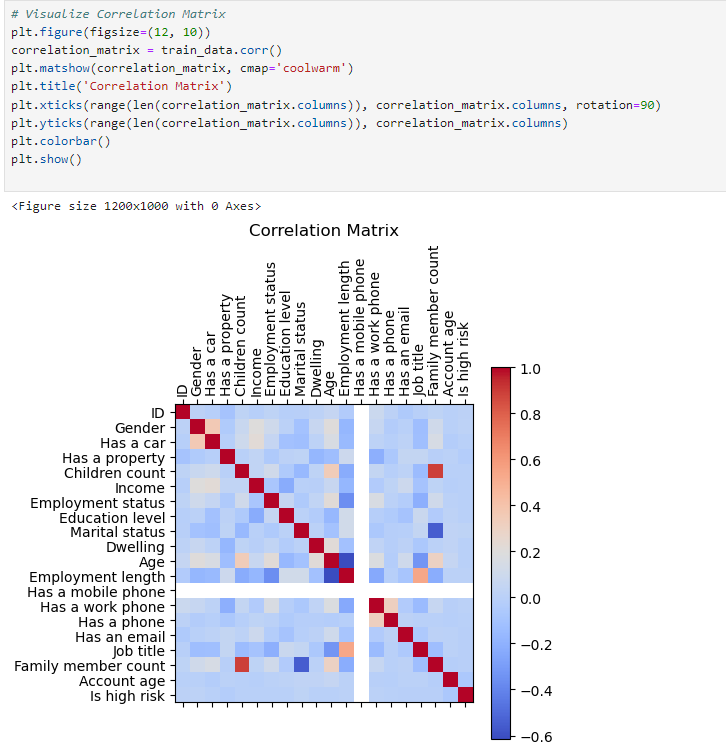 # Visualize Correlation Matrix
plt.figure(figsize=(12, 10))
correlation_matrix = train_data.corr()
plt.matshow(correlation_matrix, cmap='coolwarm')
plt.title('Correlation Matrix')
plt.xticks(range(len(correlation_matrix.columns)), correlation_matrix.columns, rotation=90)
plt.yticks(range(len(correlation_matrix.columns)), correlation_matrix.columns)
plt.colorbar()
plt.show()
<Figure size 1200x1000 with 0 Axes>
Correlation Matrix
ID
Gender
Has a car
Has a property
Children count
Income
Employment status
Education level
Marital status
Dwelling
Age
Employment length
Has a mobile phone
Has a work phone
Has a phone
Has an email
Job title
Family member count
Account age
Is high risk
ID
Gender
Has a car
Has a property
Children count
Income
Employment status
Education level
Marital status
Dwelling
Age
Employment length
Has a mobile phone
Has a work phone
Has a phone
Has an email
Job title
Family member count
Account age
Is high risk
1.0
0.8
0.6
0.4
0.2
0.0
−0.2
−0.4
−0.6